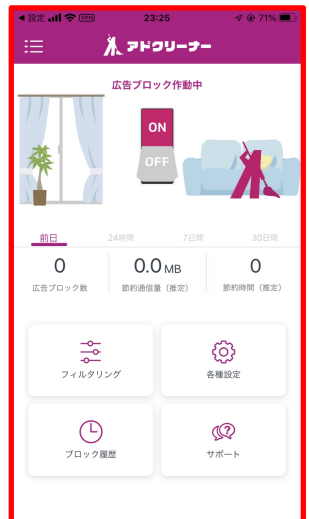 設定 VPN 23:25 71%
アドクリーナー
広告ブロック作動中
ON
OFF
前日 24時間 7日間 30日間
0 0.0 MB 0
広告ブロック数 節約通信量（推定） 節約時間（推定）
フィルタリング 各種設定
ブロック履歴 サポート